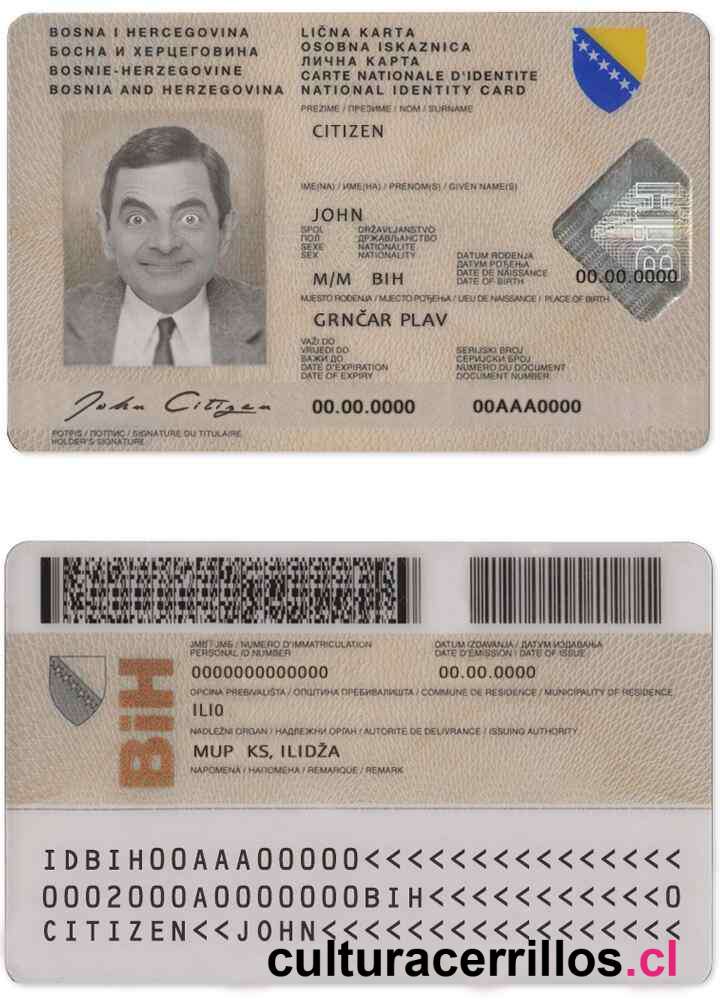 BOSNA I HERCEGOVINA
БОСНА И ХЕРЦЕГОВИНА
BOSNIE-HERZEGOVINE
BOSNIA AND HERZEGOVINA
LIČNA KARTA
OSOBNA ISKAZNICA
ЛИЧНА КАРТА
CARTE NATIONALE D'IDENTITE
NATIONAL IDENTITY CARD
PREZIME / ПРЕЗИМЕ / NOM / SURNAME
CITIZEN
IME(NA) / ИМЕ(НА) / PRENOM(S) / GIVEN NAME(S)
JOHN
SPOL DRŽAVLJANSTVO
ПОЛ ДРЖАВЉАНСТВО
SEXE NATIONALITE DATUM ROĐENJA
SEX NATIONALITY ДАТУМ РОЂЕЊА
DATE DE NAISSANCE
DATE OF BIRTH
M/M BIH 00.00.0000
BiH
MJESTO ROĐENJA / МЈЕСТО РОЂЕЊА / LIEU DE NAISSANCE / PLACE OF BIRTH
GRNČAR PLAV
VAŽI DO
VRIJEDI DO SERIJSKI BROJ
ВАЖИ ДО СЕРИЈСКИ БРОЈ
DATE D'EXPIRATION NUMERO DU DOCUMENT
DATE OF EXPIRY DOCUMENT NUMBER
John Citizen
00.00.0000 00AAA0000
POTPIS / ПОТПИС / SIGNATURE DU TITULAIRE
HOLDER'S SIGNATURE
JMB / ЈМБ / NUMERO D'IMMATRICULATION DATUM IZDAVANJA / ДАТУМ ИЗДАВАЊА
PERSONAL ID NUMBER DATE D'EMISSION / DATE OF ISSUE
0000000000000 00.00.0000
BiH
OPĆINA PREBIVALIŠTA / ОПШТИНА ПРЕБИВАЛИШТА / COMMUNE DE RESIDENCE / MUNICIPALITY OF RESIDENCE
ILI0
NADLEŽNI ORGAN / НАДЛЕЖНИ ОРГАН / AUTORITE DE DELIVRANCE / ISSUING AUTHORITY
MUP KS, ILIDŽA
NAPOMENA / НАПОМЕНА / REMARQUE / REMARK
IDBIH00AAA00000<<<<<<<<<<<<<<<
0002000A0000000BIH<<<<<<<<<<<0
CITIZEN<<JOHN<<<<<<<<<<<<<<<<<
culturacerrillos.cl